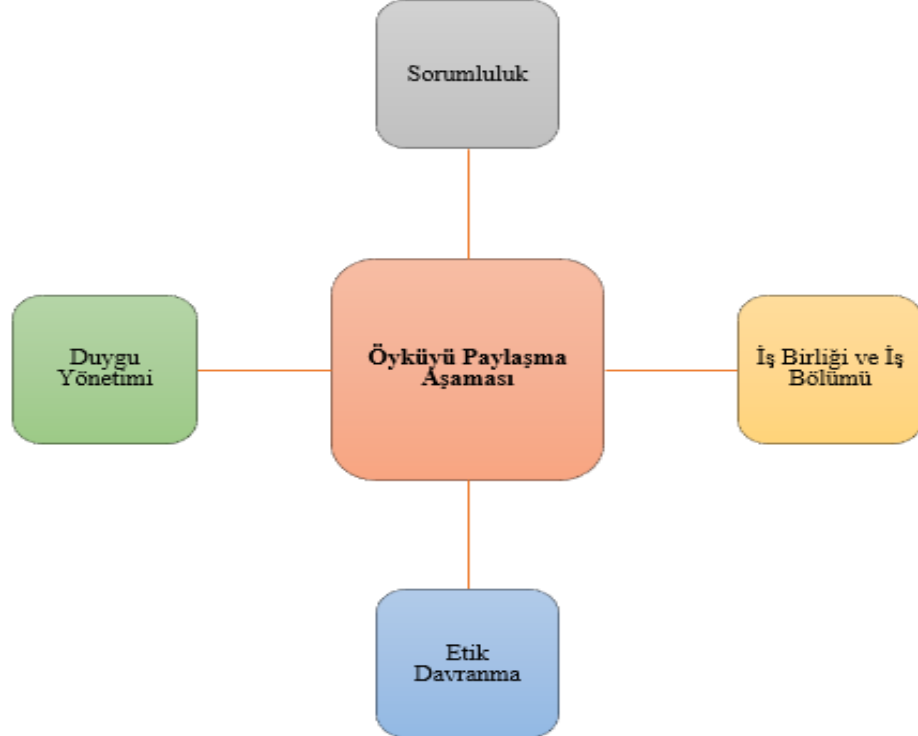 Sorumluluk
Duygu
Yönetimi
Öyküyü Paylaşma
Aşaması
İş Birliği ve İş
Bölümü
Etik
Davranma